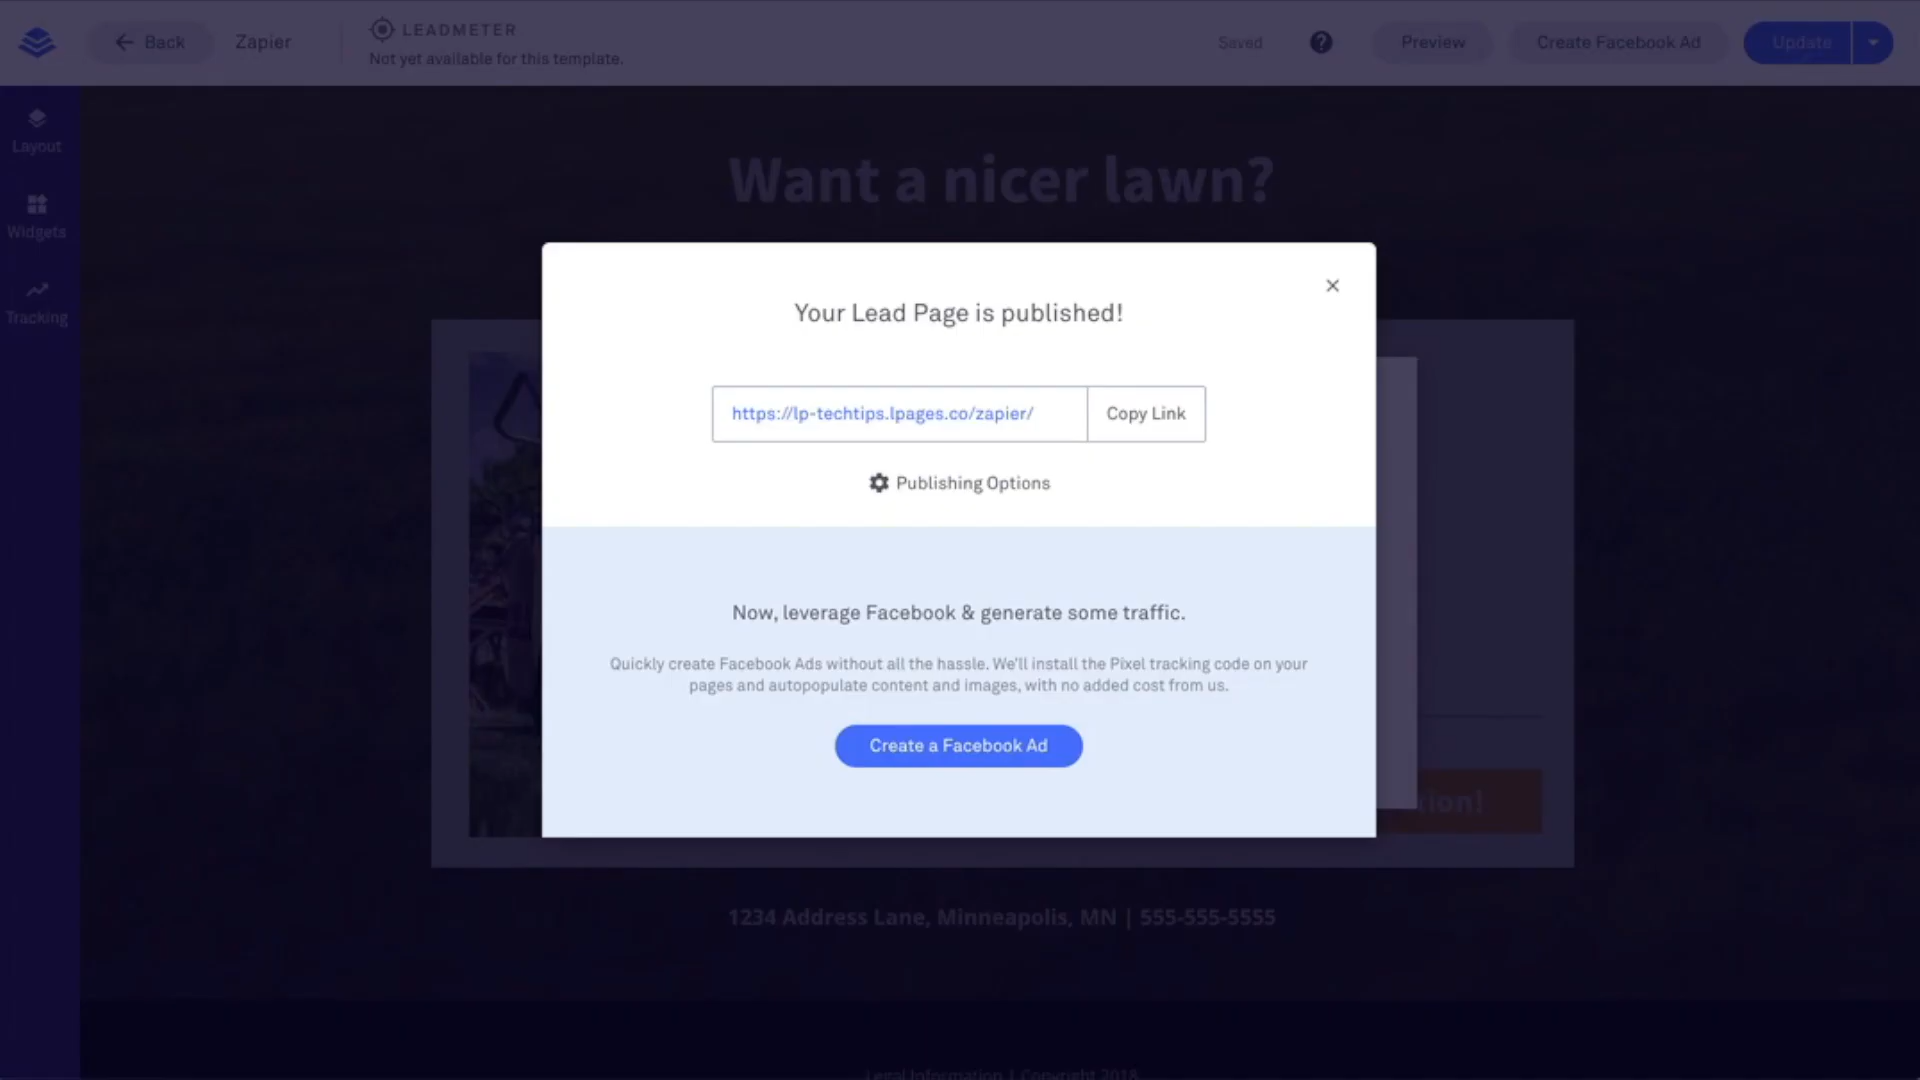 Back
Zapier
LEADMETER
Not yet available for this template.
Saved
?
Preview
Create Facebook Ad
Update
Layout
Widgets
Tracking
Want a nicer lawn?
Your Lead Page is published!
https://lp-techtips.lpages.co/zapier/
Copy Link
Publishing Options
Now, leverage Facebook & generate some traffic.
Quickly create Facebook Ads without all the hassle. We'll install the Pixel tracking code on your
pages and autopopulate content and images, with no added cost from us.
Create a Facebook Ad
1234 Address Lane, Minneapolis, MN | 555-555-5555
Legal Information | Copyright 2018